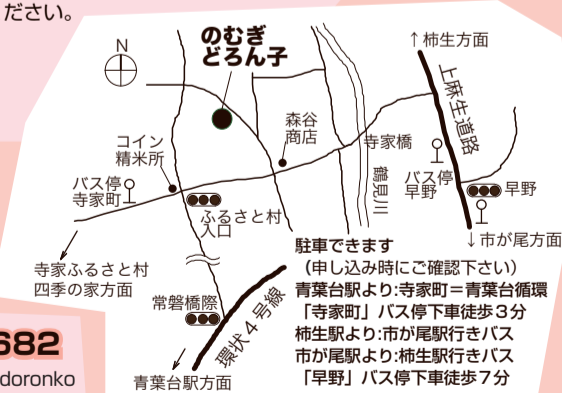 ださい。
N
のむぎ
どろん子
↑柿生方面
上麻生道路
森谷
商店
コイン
精米所
寺家橋
バス停
寺家町
鶴見川
バス停
早野
早野
ふるさと村
入口
↓市が尾方面
寺家ふるさと村
四季の家方面
常磐橋際
環状4号線
青葉台駅方面
駐車できます
(申し込み時にご確認下さい)
青葉台駅より:寺家町=青葉台循環
「寺家町」バス停下車徒歩3分
柿生駅より:市が尾駅行きバス
市が尾駅より:柿生駅行きバス
「早野」バス停下車徒歩7分
682
doronko